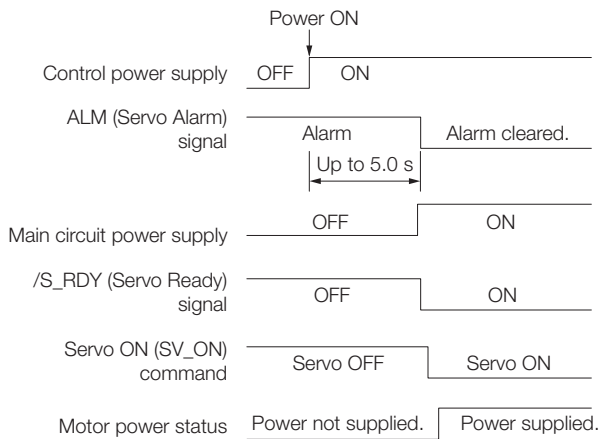 Power ON
Control power supply OFF ON
ALM (Servo Alarm)
signal
Alarm Alarm cleared.
Up to 5.0 s
Main circuit power supply OFF ON
/S_RDY (Servo Ready)
signal
OFF ON
Servo ON (SV_ON)
command
Servo OFF Servo ON
Motor power status Power not supplied. Power supplied.